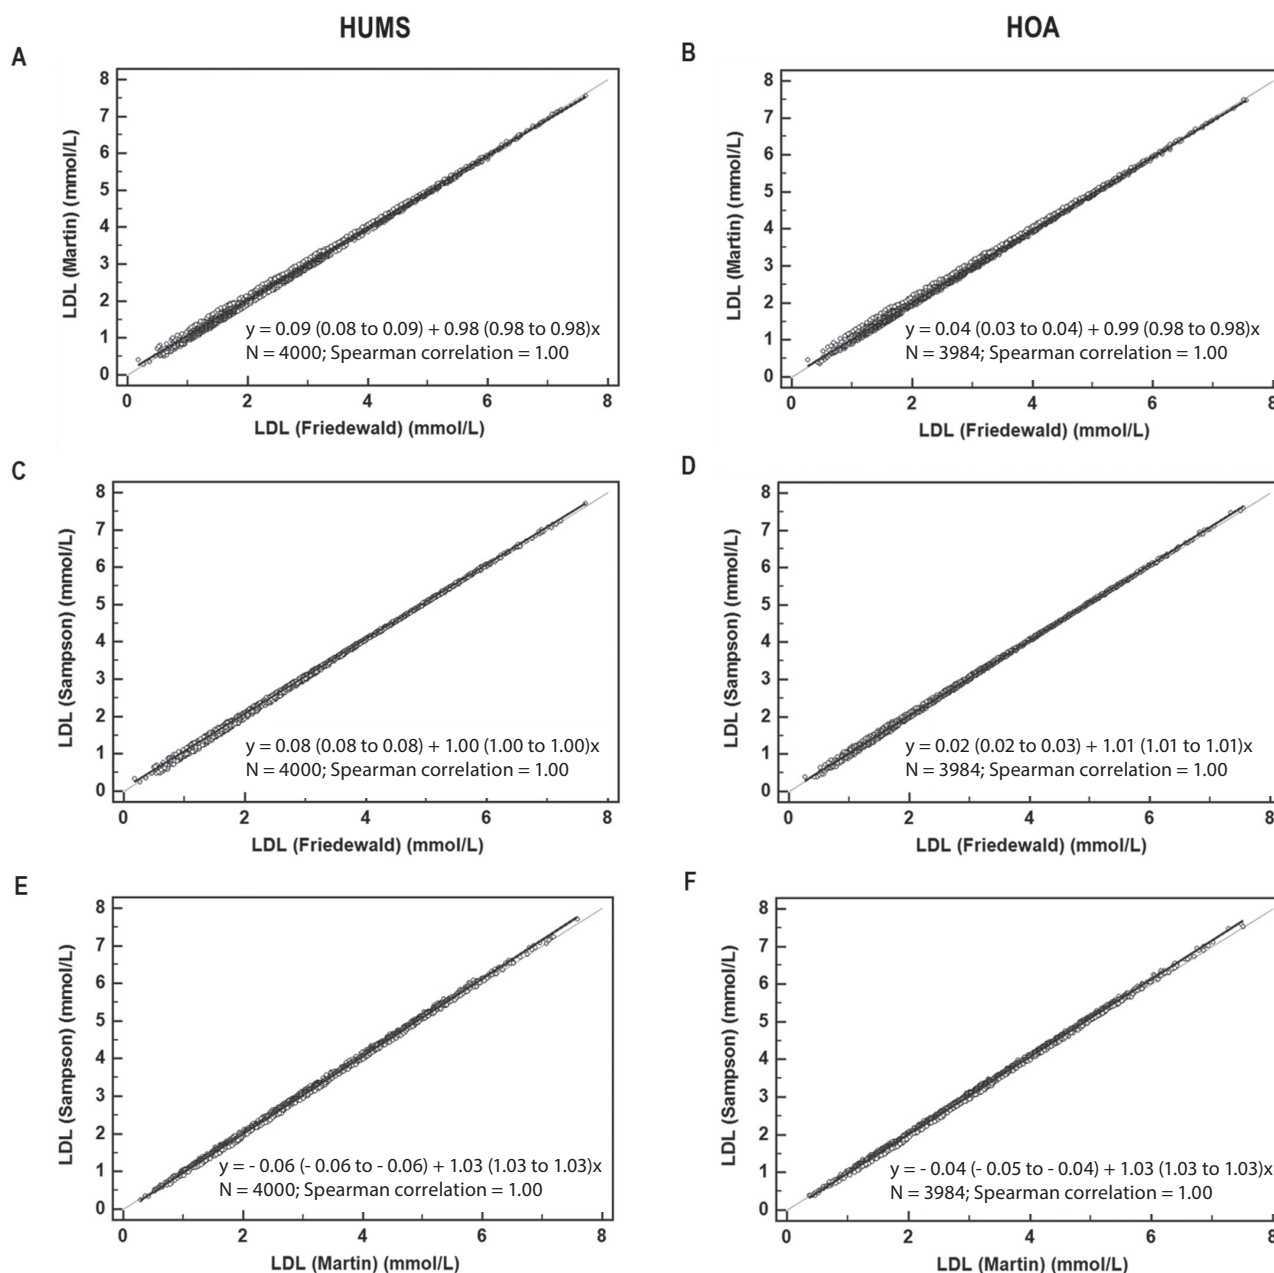 HUMS
HOA
A
8
7
6
5
4
3
2
1
0
LDL (Martin) (mmol/L)
y = 0.09 (0.08 to 0.09) + 0.98 (0.98 to 0.98)x
N = 4000; Spearman correlation = 1.00
0 2 4 6 8
LDL (Friedewald) (mmol/L)
B
8
7
6
5
4
3
2
1
0
LDL (Martin) (mmol/L)
y = 0.04 (0.03 to 0.04) + 0.99 (0.98 to 0.98)x
N = 3984; Spearman correlation = 1.00
0 2 4 6 8
LDL (Friedewald) (mmol/L)
C
8
7
6
5
4
3
2
1
0
LDL (Sampson) (mmol/L)
y = 0.08 (0.08 to 0.08) + 1.00 (1.00 to 1.00)x
N = 4000; Spearman correlation = 1.00
0 2 4 6 8
LDL (Friedewald) (mmol/L)
D
8
7
6
5
4
3
2
1
0
LDL (Sampson) (mmol/L)
y = 0.02 (0.02 to 0.03) + 1.01 (1.01 to 1.01)x
N = 3984; Spearman correlation = 1.00
0 2 4 6 8
LDL (Friedewald) (mmol/L)
E
8
7
6
5
4
3
2
1
0
LDL (Sampson) (mmol/L)
y = - 0.06 (- 0.06 to - 0.06) + 1.03 (1.03 to 1.03)x
N = 4000; Spearman correlation = 1.00
0 2 4 6 8
LDL (Martin) (mmol/L)
F
8
7
6
5
4
3
2
1
0
LDL (Sampson) (mmol/L)
y = - 0.04 (- 0.05 to - 0.04) + 1.03 (1.03 to 1.03)x
N = 3984; Spearman correlation = 1.00
0 2 4 6 8
LDL (Martin) (mmol/L)